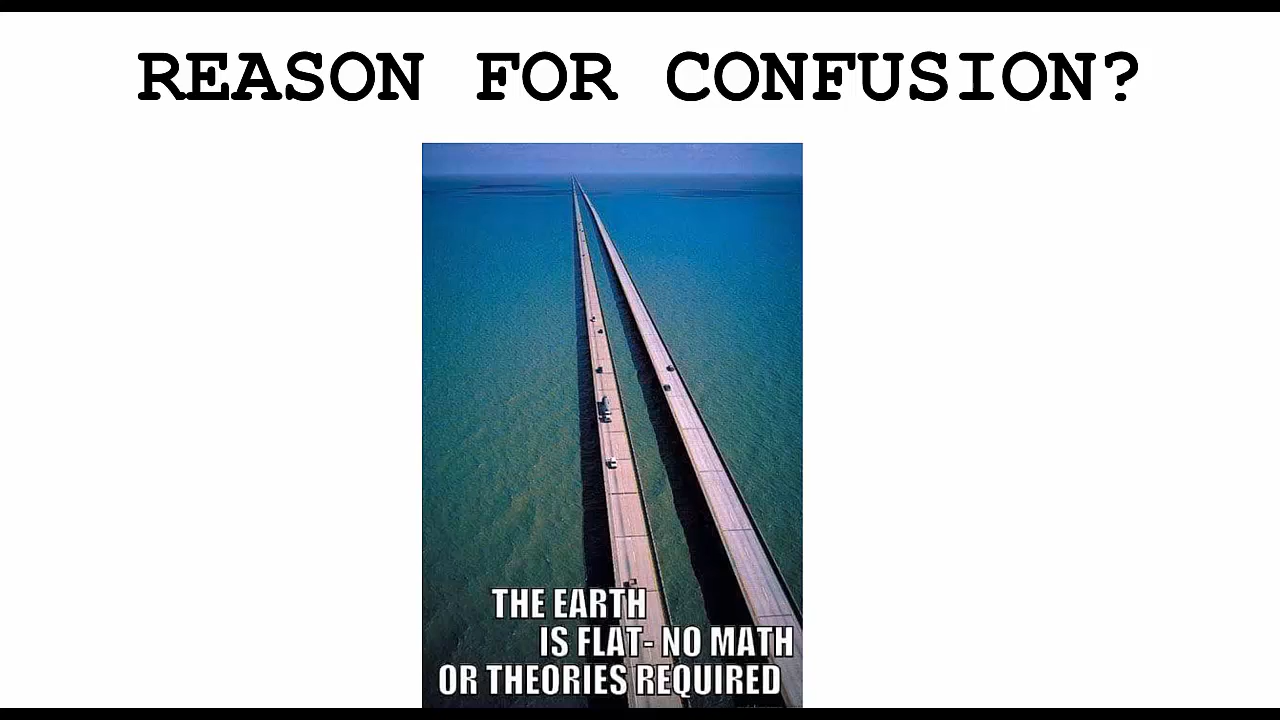 REASON FOR CONFUSION?
THE EARTH
IS FLAT- NO MATH
OR THEORIES REQUIRED